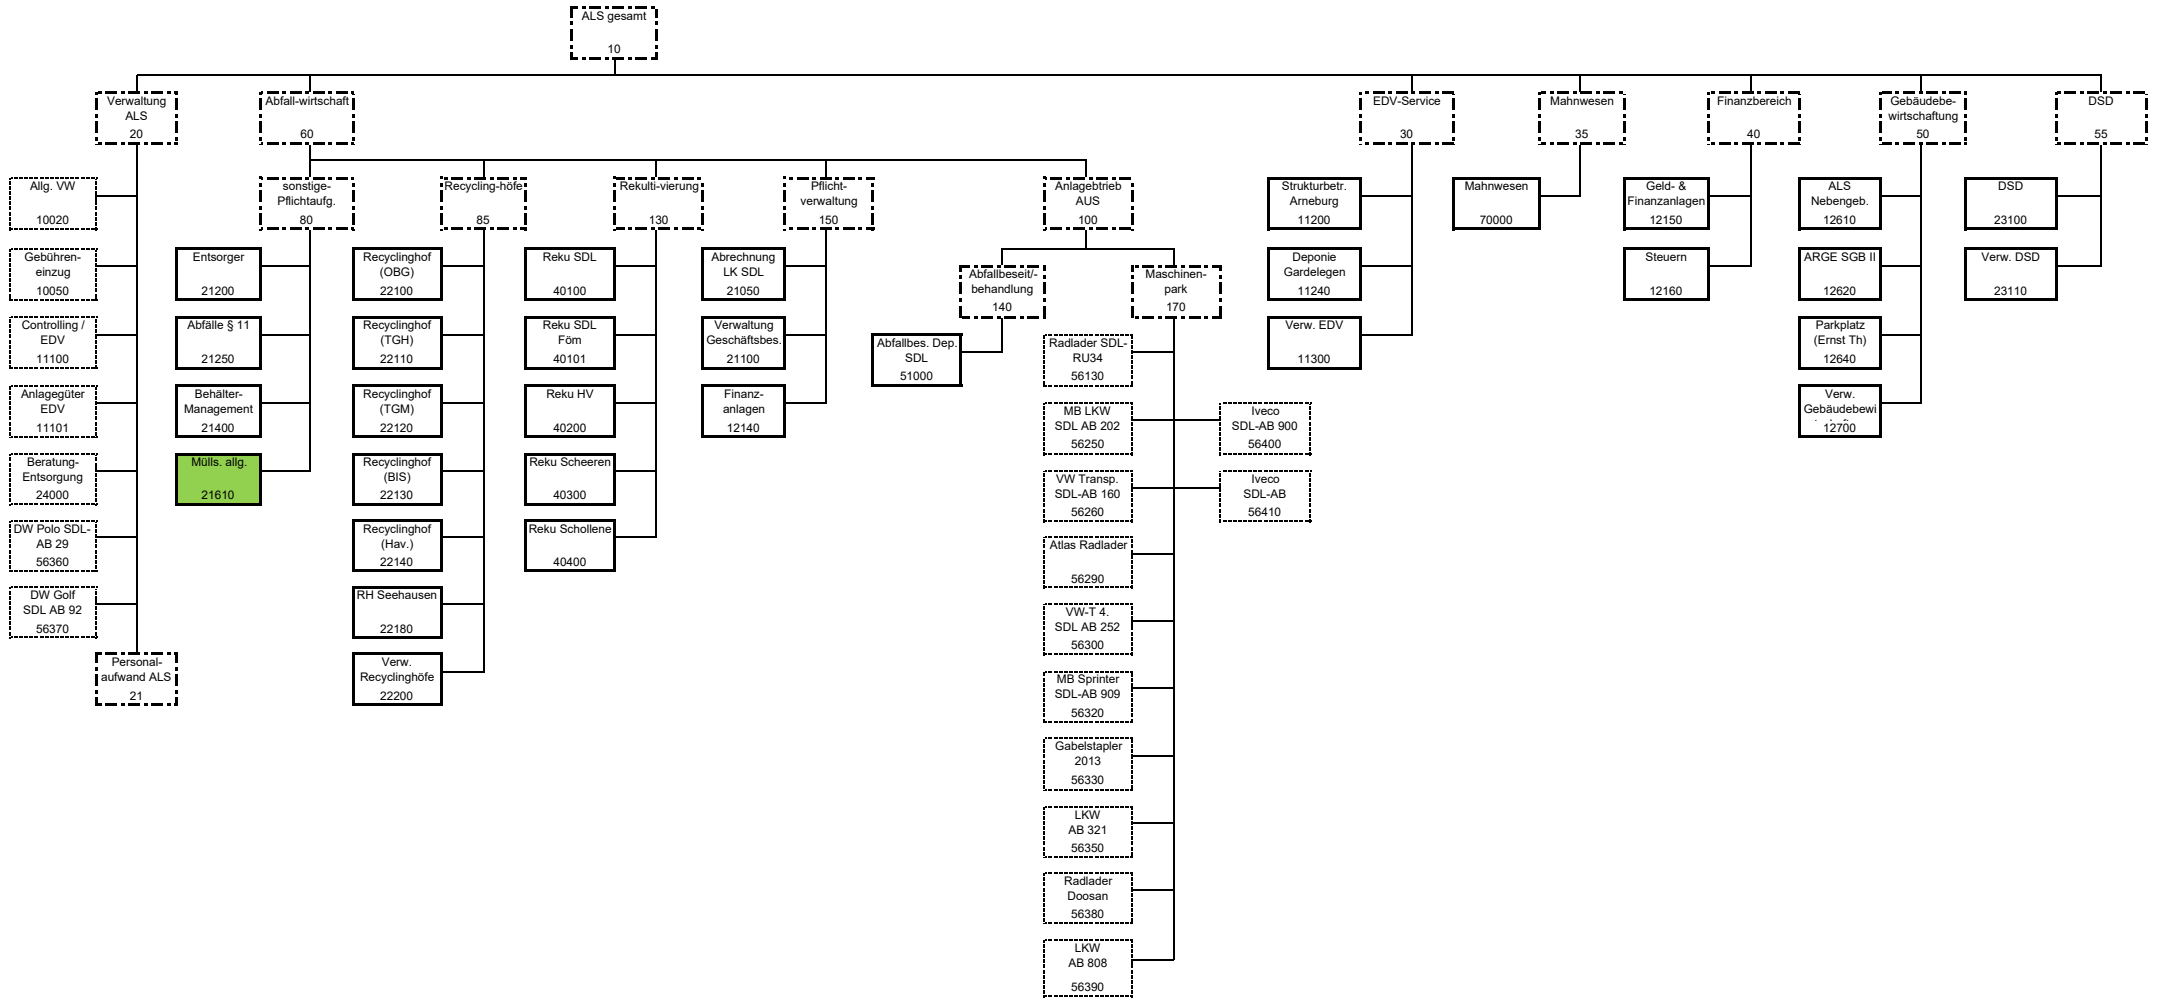 ALS gesamt
10
Verwaltung
ALS
20
Abfall-wirtschaft
60
EDV-Service
30
Mahnwesen
35
Finanzbereich
40
Gebäudebe-
wirtschaftung
50
DSD
55
Allg. VW
10020
Gebühren-
einzug
10050
Controlling /
EDV
11100
Anlagegüter
EDV
11101
Beratung-
Entsorgung
24000
DW Polo SDL-
AB 29
56360
DW Golf
SDL AB 92
56370
Personal-
aufwand ALS
21
sonstige-
Pflichtaufg.
80
Entsorger
21200
Abfälle § 11
21250
Behälter-
Management
21400
Mülls. allg.
21610
Recycling-höfe
85
Recyclinghof
(OBG)
22100
Recyclinghof
(TGH)
22110
Recyclinghof
(TGM)
22120
Recyclinghof
(BIS)
22130
Recyclinghof
(Hav.)
22140
RH Seehausen
22180
Verw.
Recyclinghöfe
22200
Rekulti-vierung
130
Reku SDL
40100
Reku SDL
Föm
40101
Reku HV
40200
Reku Scheeren
40300
Reku Schollene
40400
Pflicht-
verwaltung
150
Abrechnung
LK SDL
21050
Verwaltung
Geschäftsbes.
21100
Finanz-
anlagen
12140
Anlagebtrieb
AUS
100
Abfallbeseit/-
behandlung
140
Abfallbes. Dep.
SDL
51000
Maschinen-
park
170
Radlader SDL-
RU34
56130
MB LKW
SDL AB 202
56250
Iveco
SDL-AB 900
56400
VW Transp.
SDL-AB 160
56260
Iveco
SDL-AB
56410
Atlas Radlader
56290
VW-T 4.
SDL AB 252
56300
MB Sprinter
SDL-AB 909
56320
Gabelstapler
2013
56330
LKW
AB 321
56350
Radlader
Doosan
56380
LKW
AB 808
56390
Strukturbetr.
Arneburg
11200
Deponie
Gardelegen
11240
Verw. EDV
11300
Mahnwesen
70000
Geld- &
Finanzanlagen
12150
Steuern
12160
ALS
Nebengeb.
12610
ARGE SGB II
12620
Parkplatz
(Ernst Th)
12640
Verw.
Gebäudebewi
12700
DSD
23100
Verw. DSD
23110